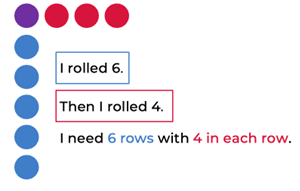 I rolled 6.
Then I rolled 4.
I need 6 rows with 4 in each row.